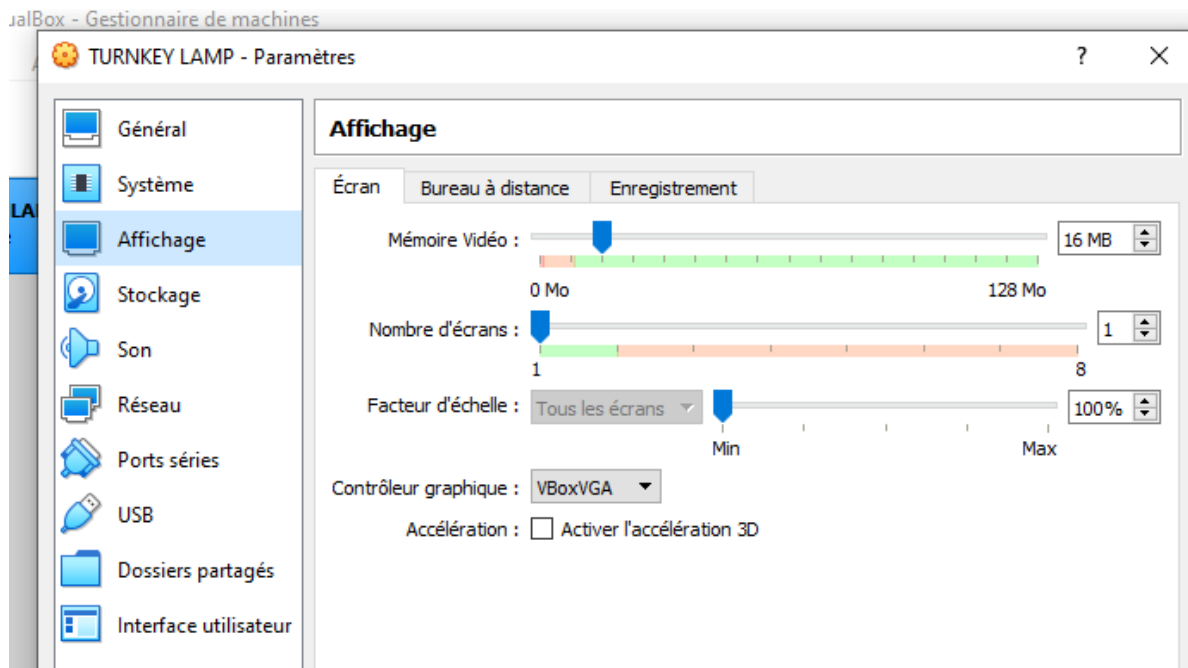 ualBox - Gestionnaire de machines
TURNKEY LAMP - Paramètres
?
Général
Système
Affichage
Stockage
Son
Réseau
Ports séries
USB
Dossiers partagés
Interface utilisateur
LA
Affichage
Écran Bureau à distance Enregistrement
Mémoire Vidéo : 16 MB
0 Mo 128 Mo
Nombre d'écrans : 1
1 8
Facteur d'échelle : Tous les écrans 100%
Min Max
Contrôleur graphique : VBoxVGA
Accélération : Activer l'accélération 3D